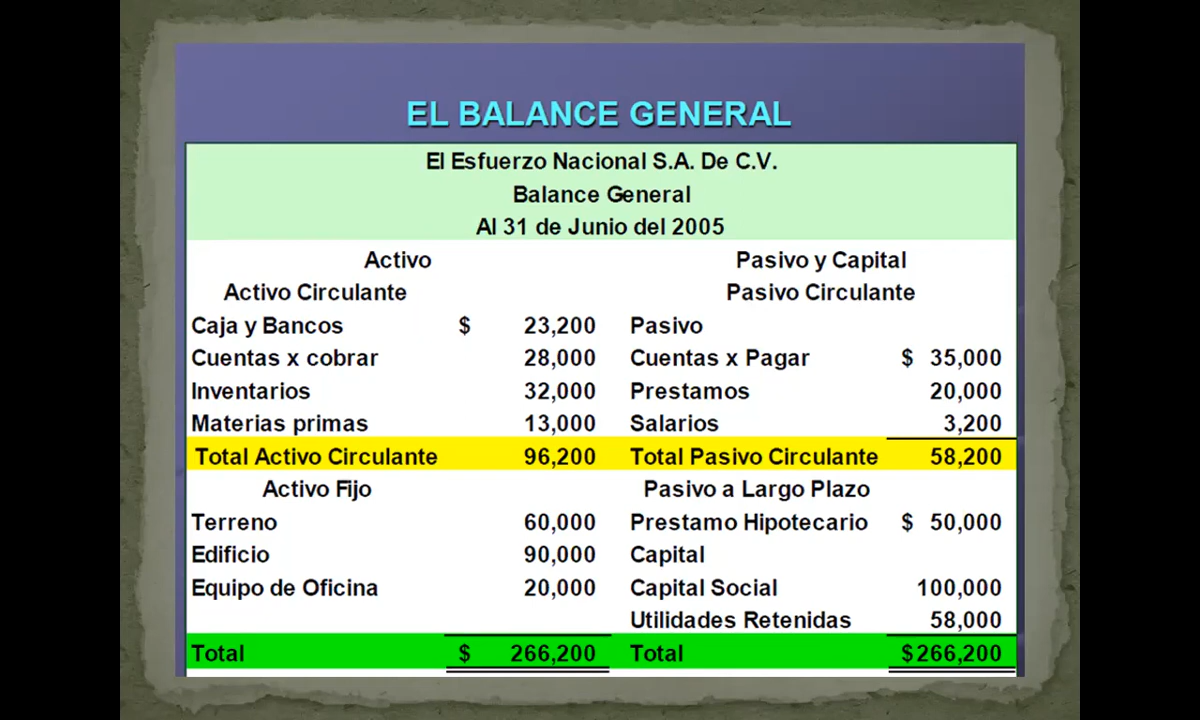 EL BALANCE GENERAL
El Esfuerzo Nacional S.A. De C.V.
Balance General
Al 31 de Junio del 2005
Activo Pasivo y Capital
Activo Circulante Pasivo Circulante
Caja y Bancos $ 23,200 Pasivo
Cuentas x cobrar 28,000 Cuentas x Pagar $ 35,000
Inventarios 32,000 Prestamos 20,000
Materias primas 13,000 Salarios 3,200
Total Activo Circulante 96,200 Total Pasivo Circulante 58,200
Activo Fijo Pasivo a Largo Plazo
Terreno 60,000 Prestamo Hipotecario $ 50,000
Edificio 90,000 Capital
Equipo de Oficina 20,000 Capital Social 100,000
Utilidades Retenidas 58,000
Total $ 266,200 Total $266,200